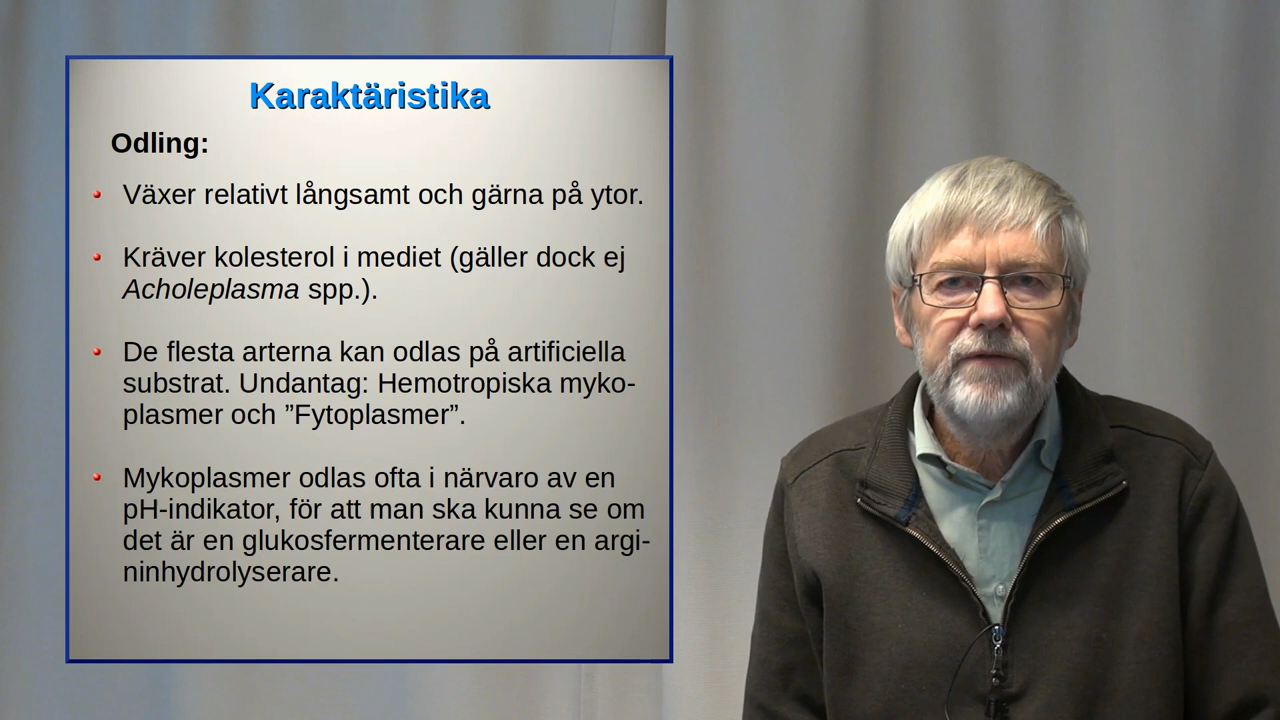 Karaktäristika
Odling:
Växer relativt långsamt och gärna på ytor.
Kräver kolesterol i mediet (gäller dock ej
Acholeplasma spp.).
De flesta arterna kan odlas på artificiella
substrat. Undantag: Hemotropiska myko-
plasmer och ”Fytoplasmer”.
Mykoplasmer odlas ofta i närvaro av en
pH-indikator, för att man ska kunna se om
det är en glukosfermenterare eller en argi-
ninhydrolyserare.